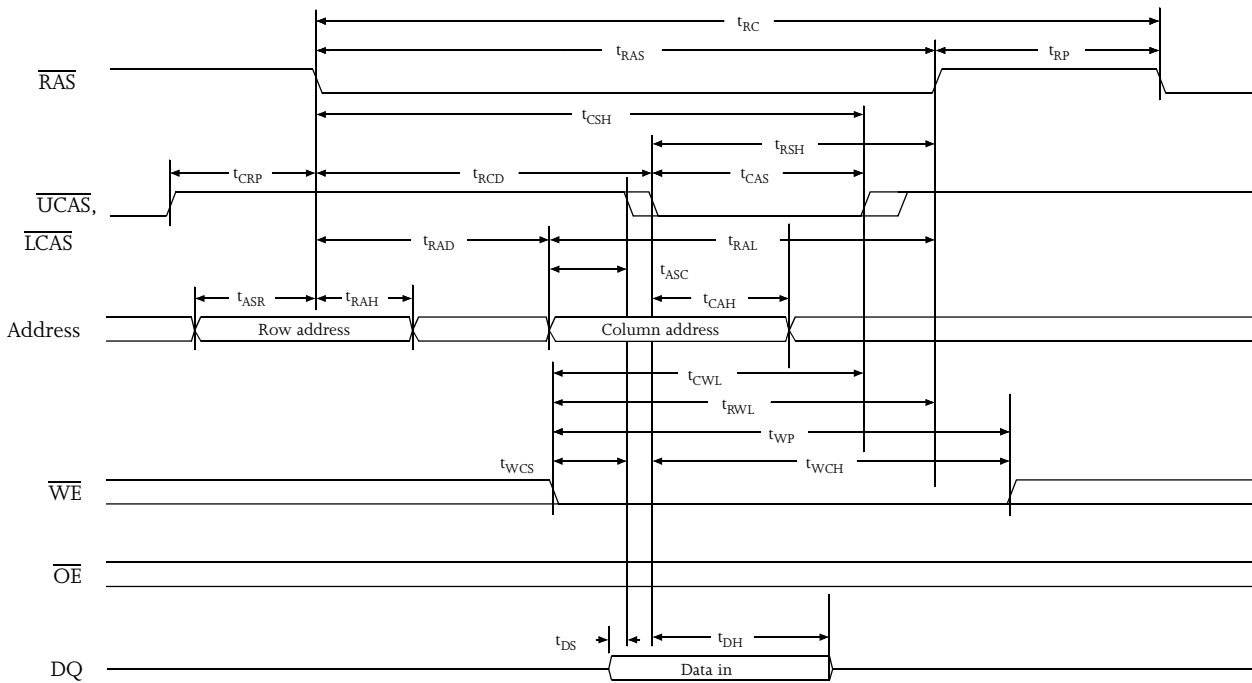 tRC
tRAS
tRP
RAS
tCSH
tRSH
tCRP
tRCD
tCAS
UCAS,
LCAS
tRAD
tRAL
tASC
tASR
tRAH
tCAH
Address
Row address
Column address
tCWL
tRWL
tWP
tWCS
tWCH
WE
OE
tDS
tDH
DQ
Data in